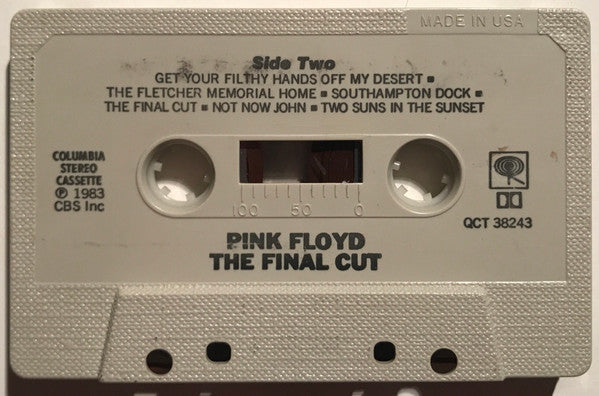 MADE IN USA
Side Two
GET YOUR FILTHY HANDS OFF MY DESERT ▪
THE FLETCHER MEMORIAL HOME ▪ SOUTHAMPTON DOCK ▪
THE FINAL CUT ▪ NOT NOW JOHN ▪ TWO SUNS IN THE SUNSET
COLUMBIA
STEREO
CASSETTE
℗ 1983
CBS Inc
100 50 0
QCT 38243
PINK FLOYD
THE FINAL CUT